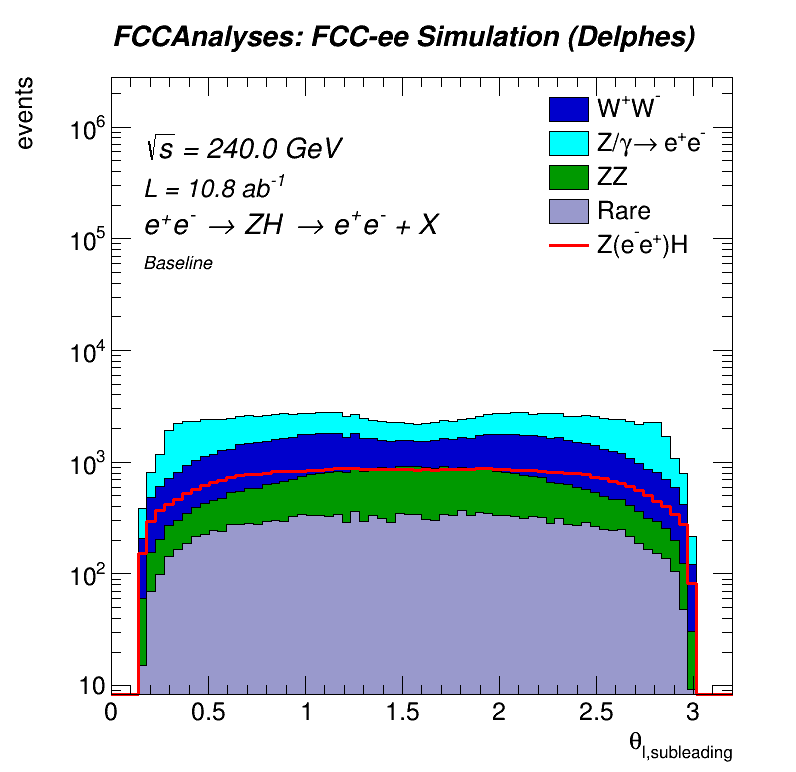 FCCAnalyses: FCC-ee Simulation (Delphes)
events
10⁶
10⁵
10⁴
10³
10²
10
√s = 240.0 GeV
L = 10.8 ab⁻¹
e⁺e⁻ → ZH → e⁺e⁻ + X
Baseline
W⁺W⁻
Z/γ→ e⁺e⁻
ZZ
Rare
Z(e⁻e⁺)H
0 0.5 1 1.5 2 2.5 3
θ_l,subleading